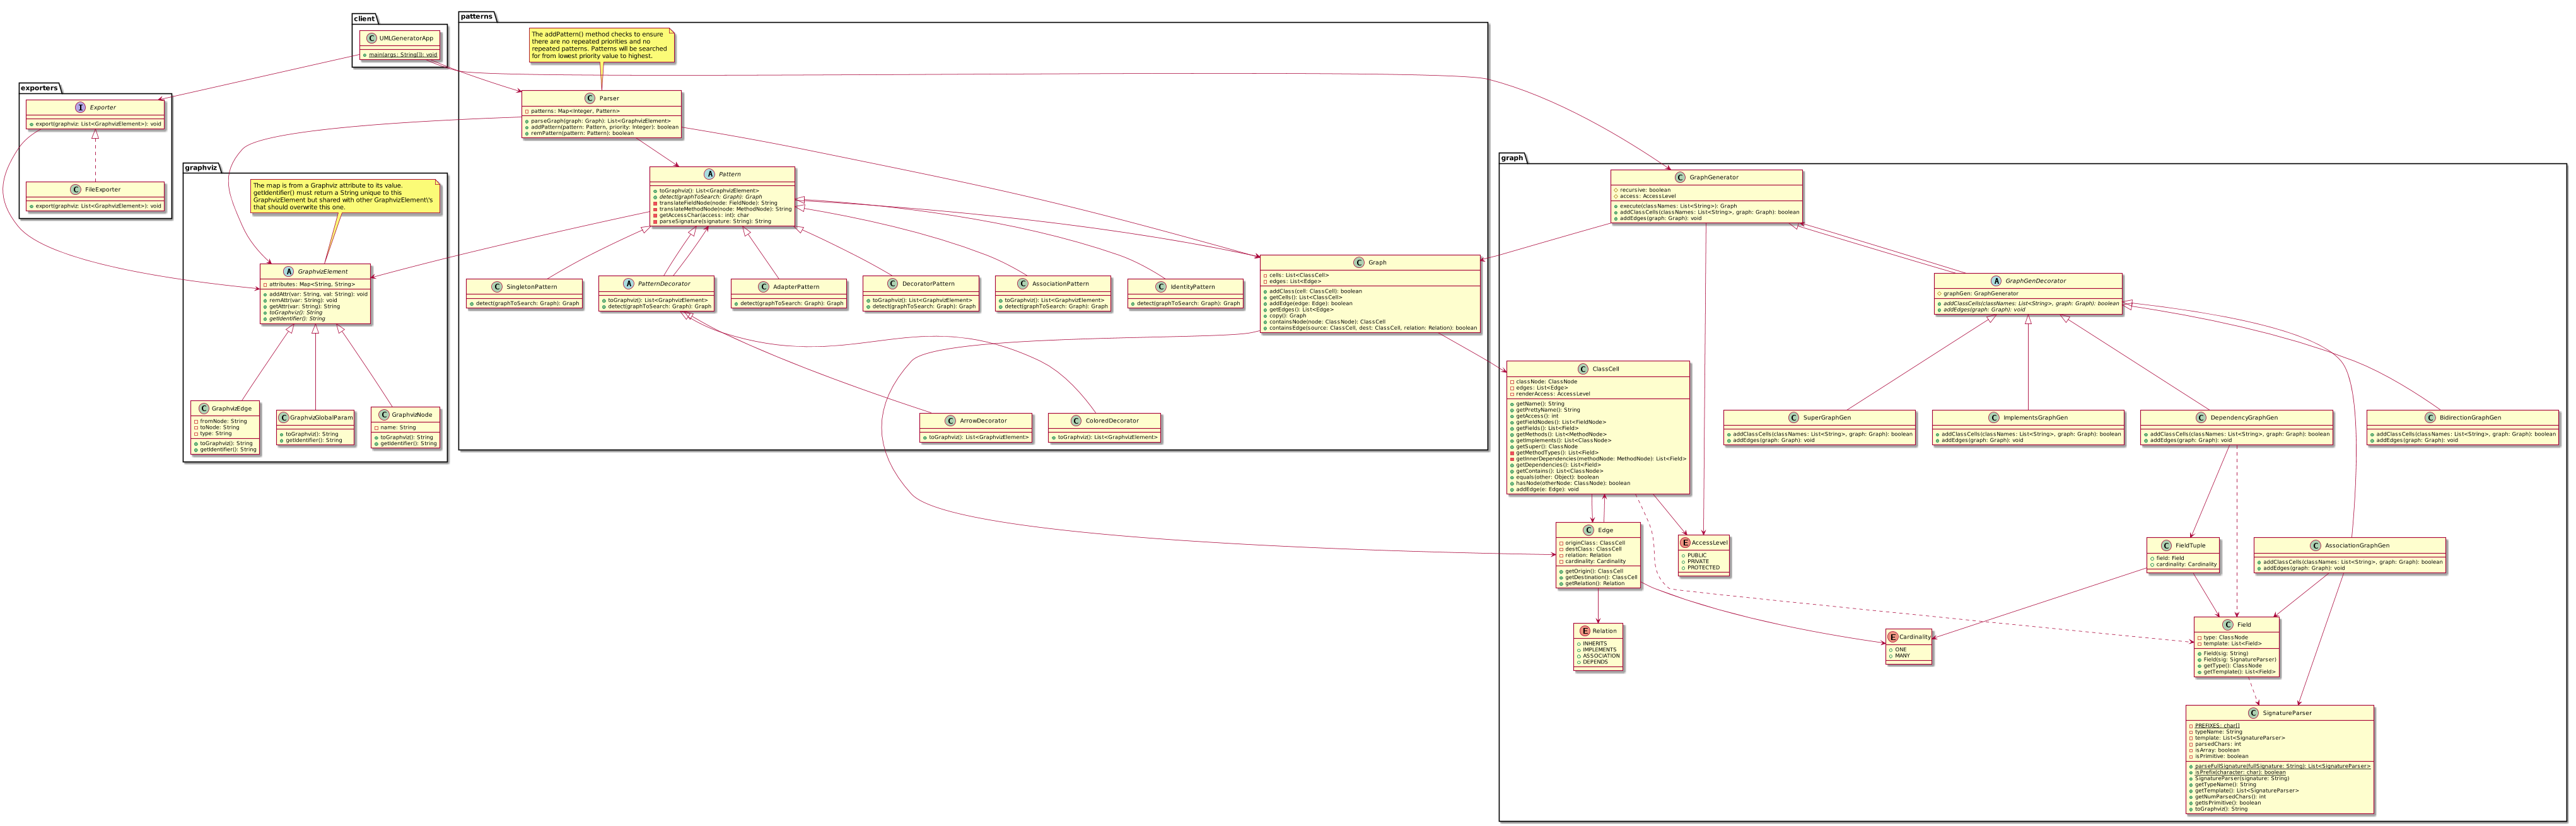 client
UMLGeneratorApp
main(args: String[]): void
exporters
Exporter
export(graphviz: List<GraphvizElement>): void
FileExporter
export(graphviz: List<GraphvizElement>): void
graphviz
The map is from a Graphviz attribute to its value.
getIdentifier() must return a String unique to this
GraphvizElement but shared with other GraphvizElement\'s
that should overwrite this one.
GraphvizElement
attributes: Map<String, String>
addAttr(var: String, val: String): void
remAttr(var: String): void
getAttr(var: String): String
toGraphviz(): String
getIdentifier(): String
GraphvizEdge
fromNode: String
toNode: String
type: String
toGraphviz(): String
getIdentifier(): String
GraphvizGlobalParam
toGraphviz(): String
getIdentifier(): String
GraphvizNode
name: String
toGraphviz(): String
getIdentifier(): String
patterns
The addPattern() method checks to ensure
there are no repeated priorities and no
repeated patterns. Patterns will be searched
for from lowest priority value to highest.
Parser
patterns: Map<Integer, Pattern>
parseGraph(graph: Graph): List<GraphvizElement>
addPattern(pattern: Pattern, priority: Integer): boolean
remPattern(pattern: Pattern): boolean
Pattern
toGraphviz(): List<GraphvizElement>
detect(graphToSearch: Graph): Graph
translateFieldNode(node: FieldNode): String
translateMethodNode(node: MethodNode): String
getAccessChar(access: int): char
parseSignature(signature: String): String
SingletonPattern
detect(graphToSearch: Graph): Graph
PatternDecorator
toGraphviz(): List<GraphvizElement>
detect(graphToSearch: Graph): Graph
AdapterPattern
detect(graphToSearch: Graph): Graph
DecoratorPattern
toGraphviz(): List<GraphvizElement>
detect(graphToSearch: Graph): Graph
AssociationPattern
toGraphviz(): List<GraphvizElement>
detect(graphToSearch: Graph): Graph
IdentityPattern
detect(graphToSearch: Graph): Graph
Graph
cells: List<ClassCell>
edges: List<Edge>
addClass(cell: ClassCell): boolean
getCells(): List<ClassCell>
addEdge(edge: Edge): boolean
getEdges(): List<Edge>
copy(): Graph
containsNode(node: ClassNode): ClassCell
containsEdge(source: ClassCell, dest: ClassCell, relation: Relation): boolean
ArrowDecorator
toGraphviz(): List<GraphvizElement>
ColoredDecorator
toGraphviz(): List<GraphvizElement>
graph
GraphGenerator
recursive: boolean
access: AccessLevel
execute(classNames: List<String>): Graph
addClassCells(classNames: List<String>, graph: Graph): boolean
addEdges(graph: Graph): void
GraphGenDecorator
graphGen: GraphGenerator
addClassCells(classNames: List<String>, graph: Graph): boolean
addEdges(graph: Graph): void
ClassCell
classNode: ClassNode
edges: List<Edge>
renderAccess: AccessLevel
getName(): String
getPrettyName(): String
getAccess(): int
getFieldNodes(): List<FieldNode>
getFields(): List<Field>
getMethods(): List<MethodNode>
getImplements(): List<ClassNode>
getSuper(): ClassNode
getMethodTypes(): List<Field>
getInnerDependencies(methodNode: MethodNode): List<Field>
getDependencies(): List<Field>
getContains(): List<ClassNode>
equals(other: Object): boolean
hasNode(otherNode: ClassNode): boolean
addEdge(e: Edge): void
SuperGraphGen
addClassCells(classNames: List<String>, graph: Graph): boolean
addEdges(graph: Graph): void
ImplementsGraphGen
addClassCells(classNames: List<String>, graph: Graph): boolean
addEdges(graph: Graph): void
DependencyGraphGen
addClassCells(classNames: List<String>, graph: Graph): boolean
addEdges(graph: Graph): void
BidirectionGraphGen
addClassCells(classNames: List<String>, graph: Graph): boolean
addEdges(graph: Graph): void
Edge
originClass: ClassCell
destClass: ClassCell
relation: Relation
cardinality: Cardinality
getOrigin(): ClassCell
getDestination(): ClassCell
getRelation(): Relation
AccessLevel
PUBLIC
PRIVATE
PROTECTED
FieldTuple
field: Field
cardinality: Cardinality
AssociationGraphGen
addClassCells(classNames: List<String>, graph: Graph): boolean
addEdges(graph: Graph): void
Relation
INHERITS
IMPLEMENTS
ASSOCIATION
DEPENDS
Cardinality
ONE
MANY
Field
type: ClassNode
template: List<Field>
Field(sig: String)
Field(sig: SignatureParser)
getType(): ClassNode
getTemplate(): List<Field>
SignatureParser
PREFIXES: char[]
typeName: String
template: List<SignatureParser>
parsedChars: int
isArray: boolean
isPrimitive: boolean
parseFullSignature(fullSignature: String): List<SignatureParser>
isPrefix(character: char): boolean
SignatureParser(signature: String)
getTypeName(): String
getTemplate(): List<SignatureParser>
getNumParsedChars(): int
getIsPrimitive(): boolean
toGraphviz(): String